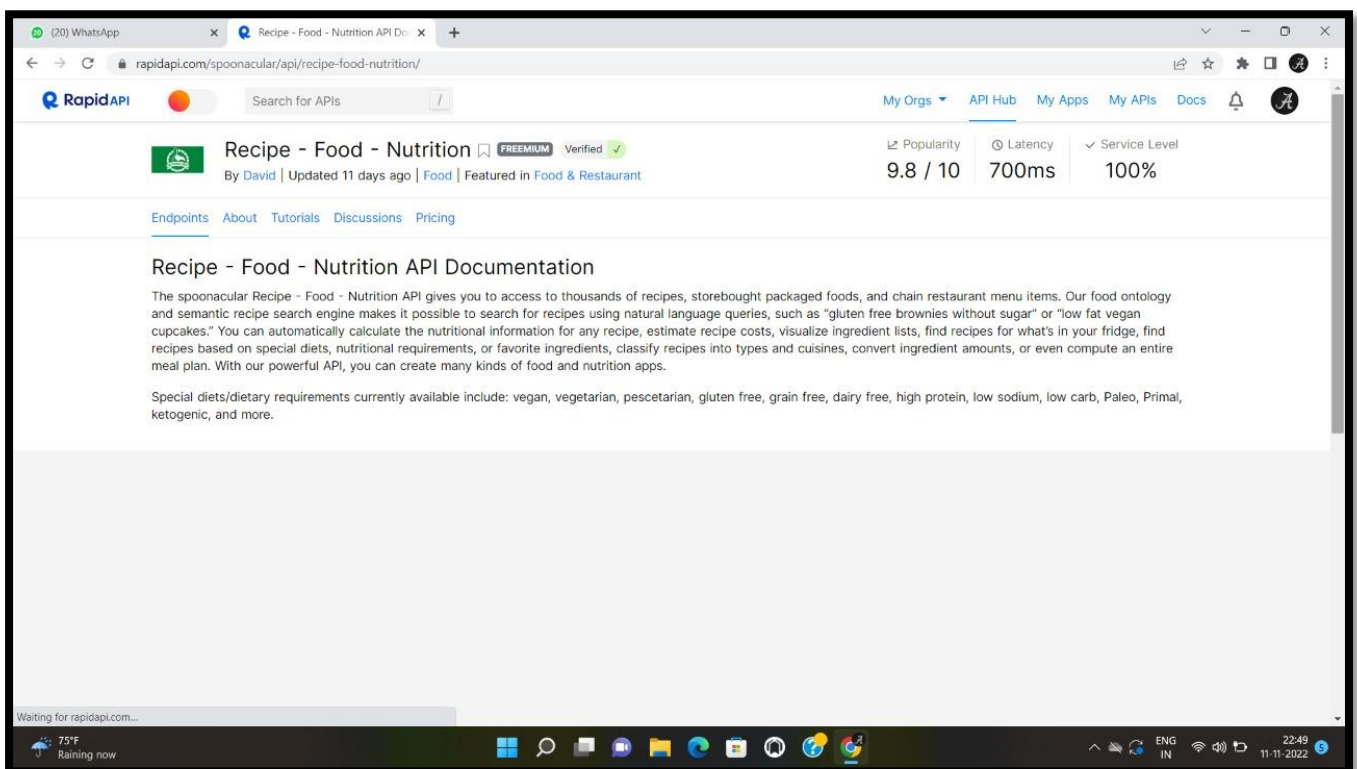 (20) WhatsApp
Recipe - Food - Nutrition API Do
rapidapi.com/spoonacular/api/recipe-food-nutrition/
Rapid API
Search for APIs /
My Orgs API Hub My Apps My APIs Docs
Recipe - Food - Nutrition FREEMIUM Verified ✓
By David | Updated 11 days ago | Food | Featured in Food & Restaurant
Popularity Latency Service Level
9.8 / 10 700ms 100%
Endpoints About Tutorials Discussions Pricing
Recipe - Food - Nutrition API Documentation
The spoonacular Recipe - Food - Nutrition API gives you to access to thousands of recipes, storebought packaged foods, and chain restaurant menu items. Our food ontology
and semantic recipe search engine makes it possible to search for recipes using natural language queries, such as "gluten free brownies without sugar" or "low fat vegan
cupcakes." You can automatically calculate the nutritional information for any recipe, estimate recipe costs, visualize ingredient lists, find recipes for what's in your fridge, find
recipes based on special diets, nutritional requirements, or favorite ingredients, classify recipes into types and cuisines, convert ingredient amounts, or even compute an entire
meal plan. With our powerful API, you can create many kinds of food and nutrition apps.
Special diets/dietary requirements currently available include: vegan, vegetarian, pescetarian, gluten free, grain free, dairy free, high protein, low sodium, low carb, Paleo, Primal,
ketogenic, and more.
Waiting for rapidapi.com...
75°F
Raining now
ENG
IN
22:49
11-11-2022
5